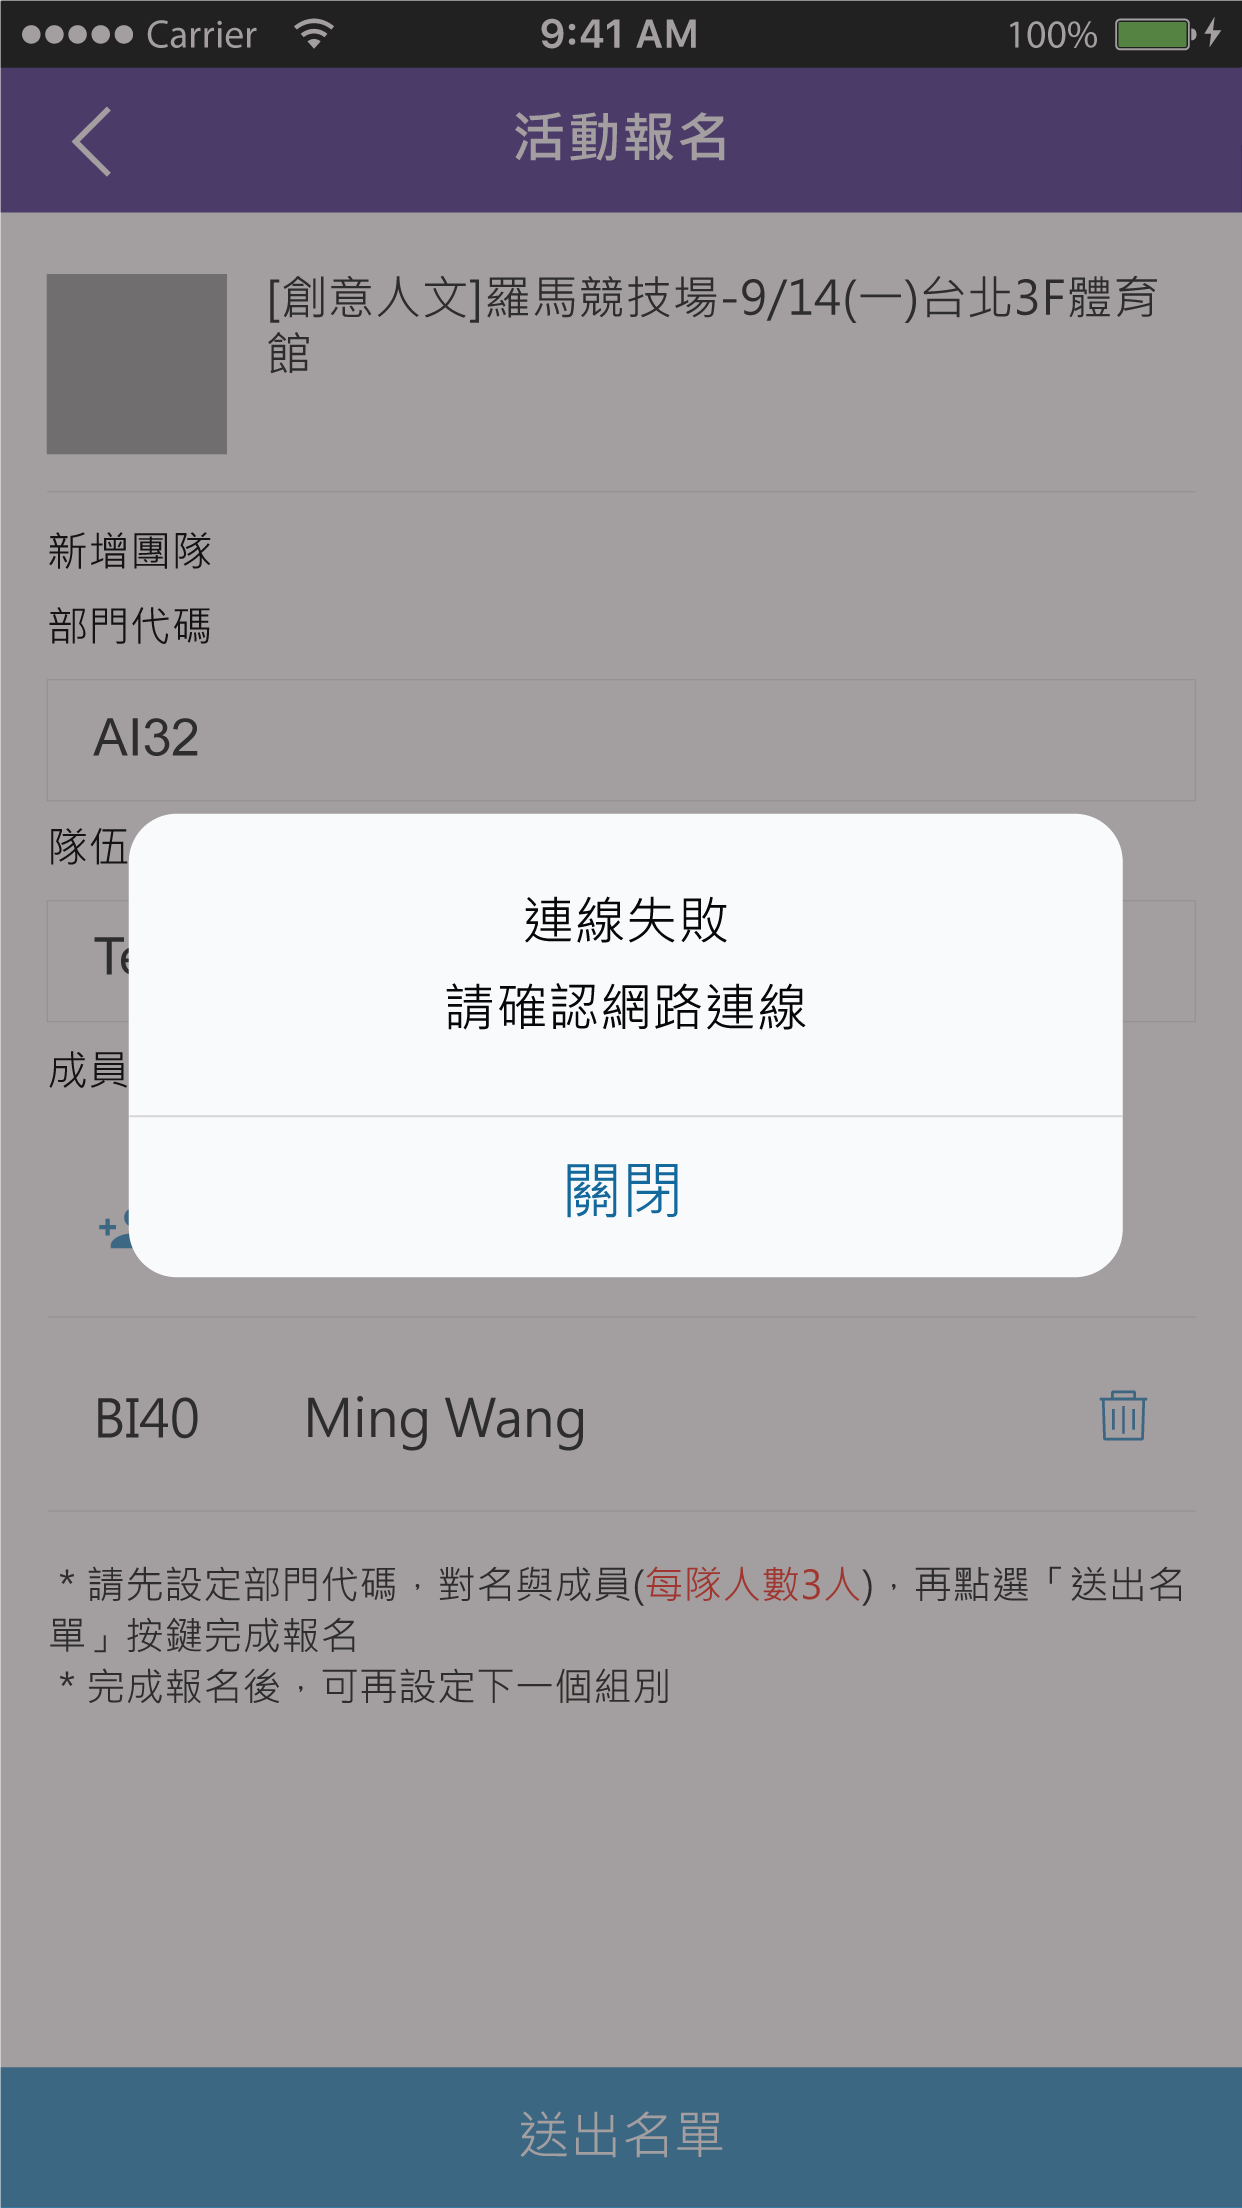 Carrier 9:41 AM 100%
活動報名
[創意人文]羅馬競技場-9/14(一)台北3F體育
館
新增團隊
部門代碼
AI32
隊伍
Te
成員
連線失敗
請確認網路連線
關閉
BI40 Ming Wang
* 請先設定部門代碼，對名與成員(每隊人數3人)，再點選「送出名
單」按鍵完成報名
* 完成報名後，可再設定下一個組別
送出名單